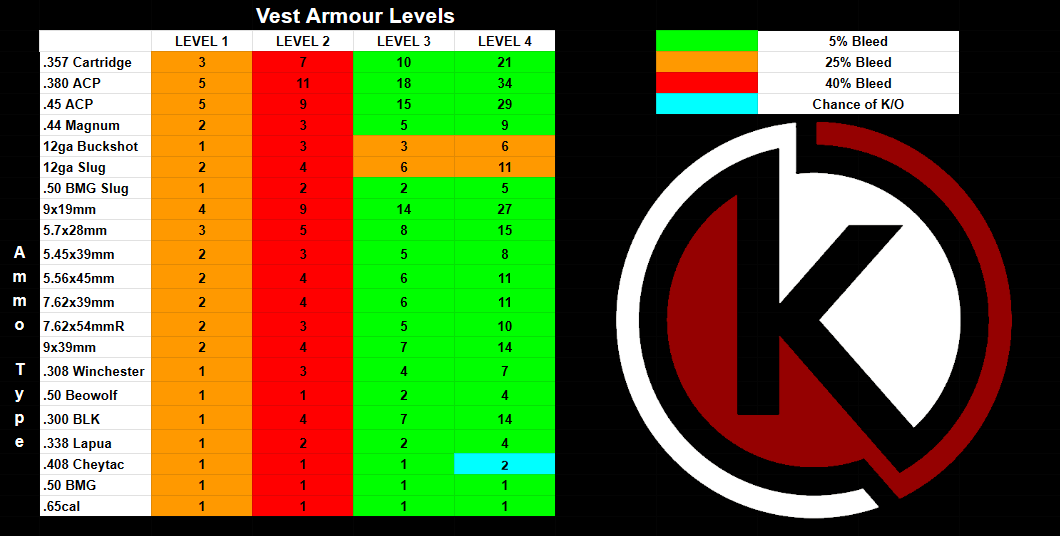 Vest Armour Levels
LEVEL 1 LEVEL 2 LEVEL 3 LEVEL 4
.357 Cartridge 3 7 10 21
.380 ACP 5 11 18 34
.45 ACP 5 9 15 29
.44 Magnum 2 3 5 9
12ga Buckshot 1 3 3 6
12ga Slug 2 4 6 11
.50 BMG Slug 1 2 2 5
9x19mm 4 9 14 27
5.7x28mm 3 5 8 15
5.45x39mm 2 3 5 8
5.56x45mm 2 4 6 11
7.62x39mm 2 4 6 11
7.62x54mmR 2 3 5 10
9x39mm 2 4 7 14
.308 Winchester 1 3 4 7
.50 Beowolf 1 1 2 4
.300 BLK 1 4 7 14
.338 Lapua 1 2 2 4
.408 Cheytac 1 1 1 2
.50 BMG 1 1 1 1
.65cal 1 1 1 1
Ammo Type
5% Bleed
25% Bleed
40% Bleed
Chance of K/O
K